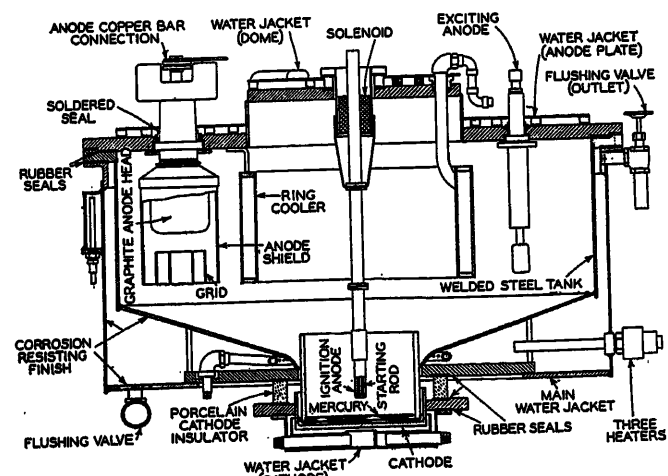 ANODE COPPER BAR
CONNECTION
WATER JACKET
(DOME)
SOLENOID
EXCITING
ANODE
WATER JACKET
(ANODE PLATE)
FLUSHING VALVE
(OUTLET)
SOLDERED
SEAL
RUBBER
SEALS
GRAPHITE ANODE HEAD
RING
COOLER
ANODE
SHIELD
GRID
WELDED STEEL TANK
CORROSION
RESISTING
FINISH
IGNITION
ANODE
STARTING
ROD
MERCURY
PORCELAIN
CATHODE
INSULATOR
FLUSHING VALVE
MAIN
WATER JACKET
RUBBER SEALS
THREE
HEATERS
CATHODE
WATER JACKET
(CATHODE)